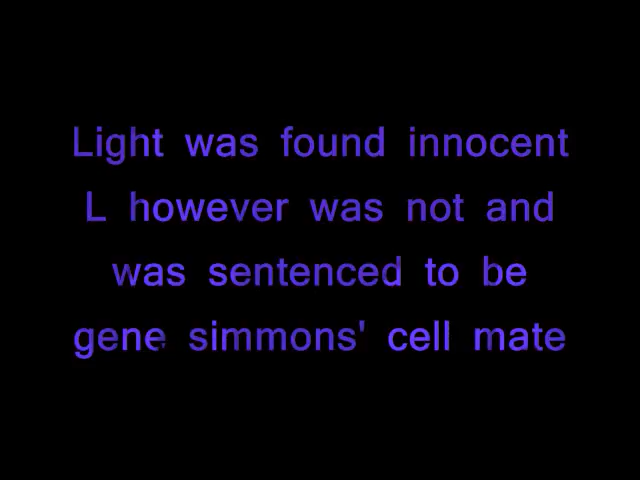 Light was found innocent
L however was not and
was sentenced to be
gene simmons' cell mate